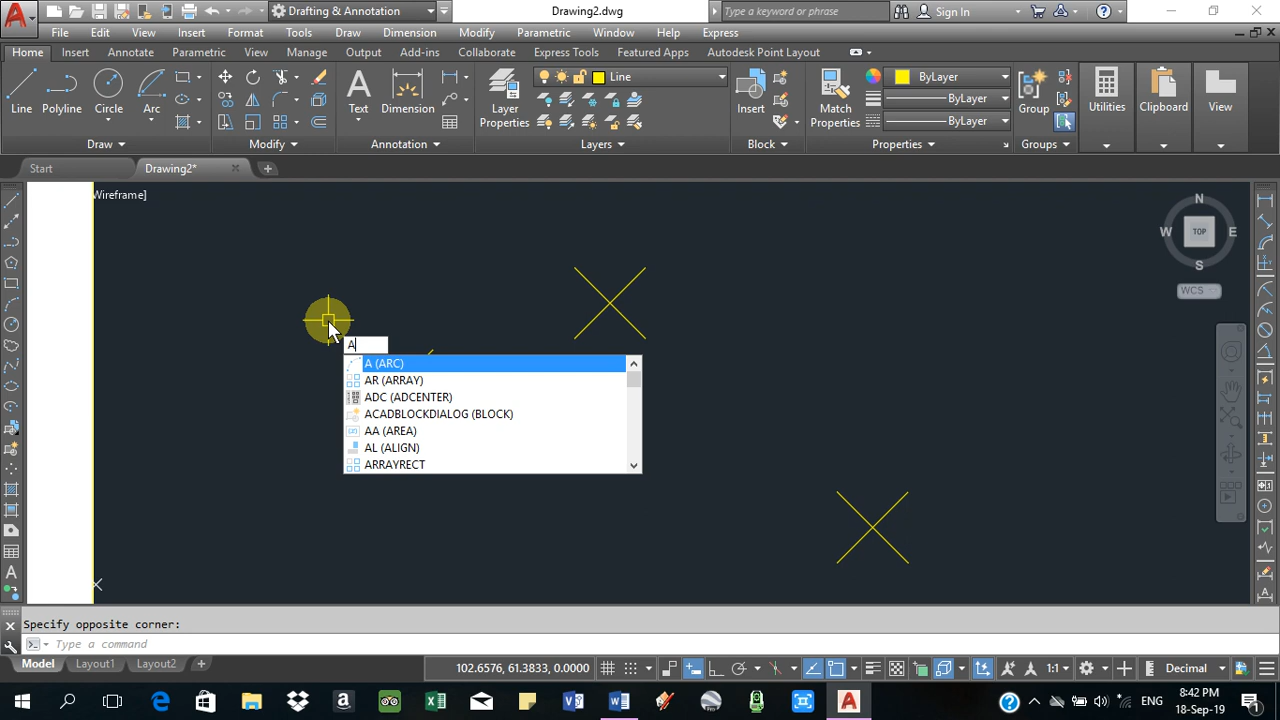 Drafting & Annotation
Drawing2.dwg
Type a keyword or phrase
Sign In
File Edit View Insert Format Tools Draw Dimension Modify Parametric Window Help Express
Home Insert Annotate Parametric View Manage Output Add-ins Collaborate Express Tools Featured Apps Autodesk Point Layout
Line
ByLayer
ByLayer
ByLayer
Line Polyline Circle Arc
Text Dimension
Layer Properties
Insert
Match Properties
Group
Utilities
Clipboard
View
Draw Modify Annotation Layers Block Properties Groups
Start
Drawing2*
Wireframe]
N
W TOP E
S
WCS
A
A (ARC)
AR (ARRAY)
ADC (ADCENTER)
ACADBLOCKDIALOG (BLOCK)
AA (AREA)
AL (ALIGN)
ARRAYRECT
Specify opposite corner:
Type a command
Model Layout1 Layout2
102.6576, 61.3833, 0.0000
1:1
Decimal
ENG
8:42 PM
18-Sep-19